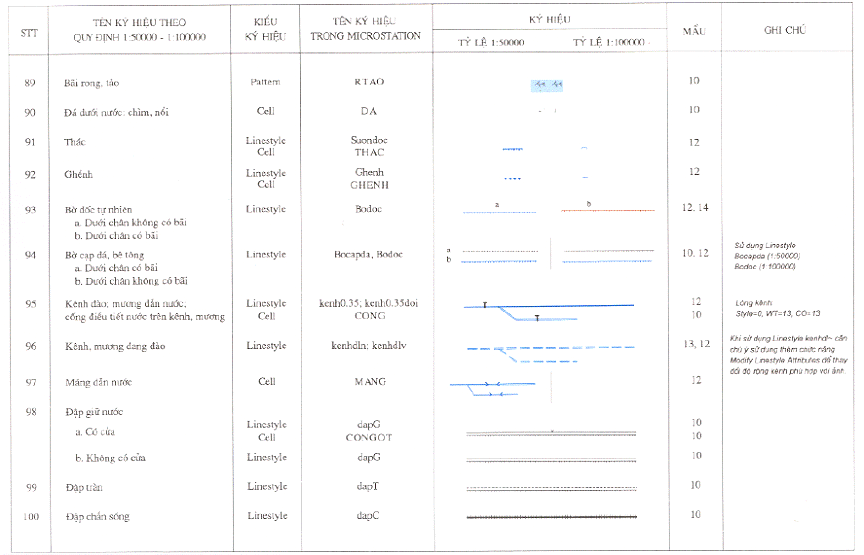 STT
TÊN KÝ HIỆU THEO
QUY ĐỊNH 1:50000 - 1:100000
KIỂU
KÝ HIỆU
TÊN KÝ HIỆU
TRONG MICROSTATION
KÝ HIỆU
TỶ LỆ 1:50000
TỶ LỆ 1:100000
MẦU
GHI CHÚ
89 Bãi rong, tảo Pattern RTAO 10
90 Đá dưới nước: chìm, nổi Cell DA 10
91 Thác Linestyle Suondoc 12
Cell THAC
92 Ghềnh Linestyle Ghenh 12
Cell GHENH
93 Bờ dốc tự nhiên Linestyle Bodoc a b 12, 14
a. Dưới chân không có bãi
b. Dưới chân có bãi
94 Bờ cạp đá, bê tông Linestyle Bocapda, Bodoc a 10, 12
a. Dưới chân có bãi b
b. Dưới chân không có bãi
Sử dụng Linestyle
Bocapda (1:50000)
Bodoc (1:100000)
95 Kênh đào; mương dẫn nước; Linestyle kenh0.35; kenh0.35doi 12 Lòng kênh:
cống điều tiết nước trên kênh, mương Cell CONG 10 Style=0, WT=13, CO=13
96 Kênh, mương đang đào Linestyle kenhdln; kenhdlv 13, 12
Khi sử dụng Linestyle kenhdln cần
chú ý sử dụng thêm chức năng
Modify Linestyle Attributes để thay
đổi độ rộng kênh phù hợp với ảnh.
97 Máng dẫn nước Cell MANG 12
98 Đập giữ nước
a. Có cửa Linestyle dapG 10
Cell CONGOT 10
b. Không có cửa Linestyle dapG 10
99 Đập tràn Linestyle dapT 10
100 Đập chắn sóng Linestyle dapC 10